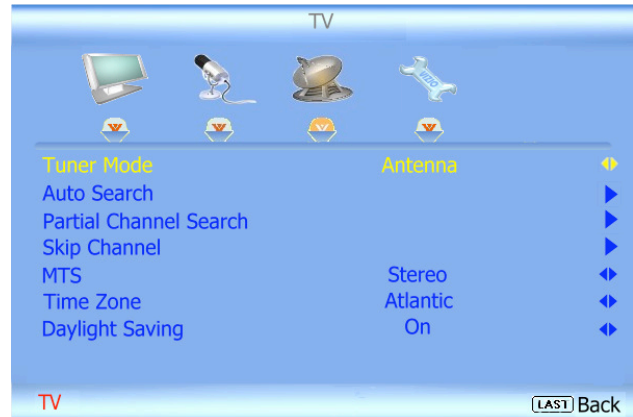 TV
VIZIO
Tuner Mode Antenna
Auto Search
Partial Channel Search
Skip Channel
MTS Stereo
Time Zone Atlantic
Daylight Saving On
TV LAST Back